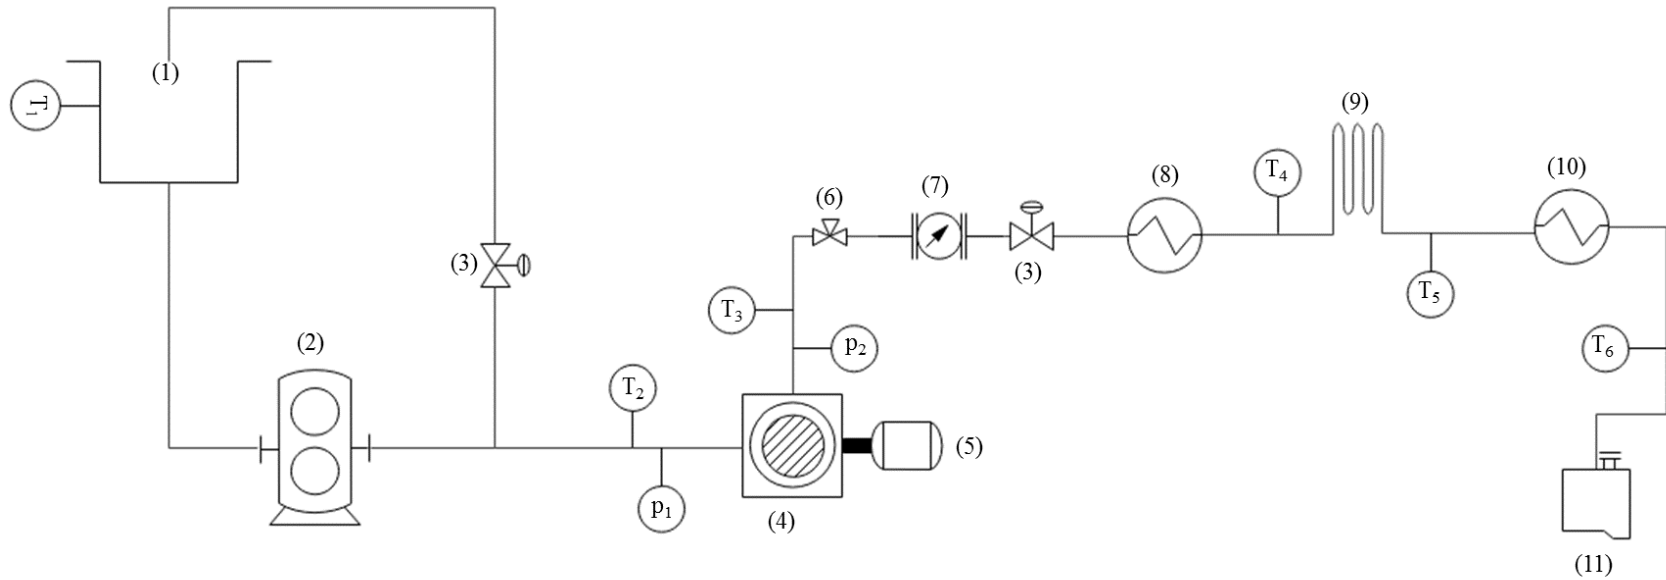 (1)
T₁
(9)
(10)
T₄
(8)
(6)
(7)
(3)
(3)
T₅
T₃
p₂
T₆
(2)
T₂
(5)
p₁
(4)
(11)